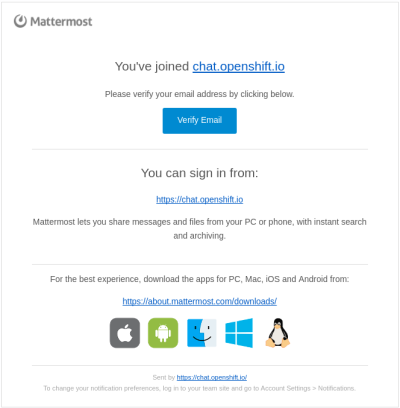 Mattermost
You've joined chat.openshift.io
Please verify your email address by clicking below.
Verify Email
You can sign in from:
https://chat.openshift.io
Mattermost lets you share messages and files from your PC or phone, with instant search
and archiving.
For the best experience, download the apps for PC, Mac, iOS and Android from:
https://about.mattermost.com/downloads/
Sent by https://chat.openshift.io/
To change your notification preferences, log in to your team site and go to Account Settings > Notifications.